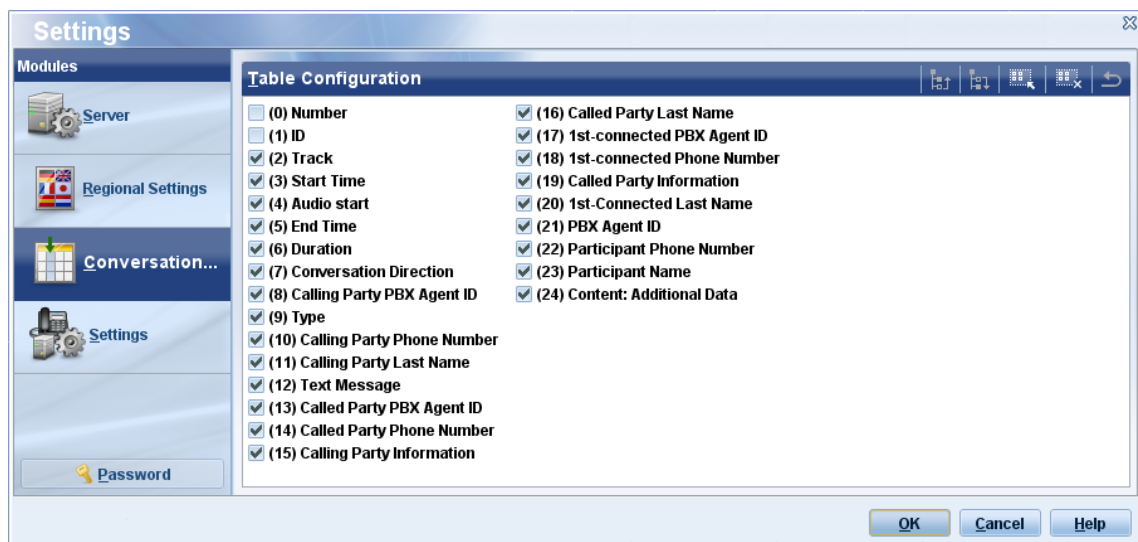 Settings
Modules
Server
Regional Settings
Conversation...
Settings
Password
Table Configuration
(0) Number
(1) ID
(2) Track
(3) Start Time
(4) Audio start
(5) End Time
(6) Duration
(7) Conversation Direction
(8) Calling Party PBX Agent ID
(9) Type
(10) Calling Party Phone Number
(11) Calling Party Last Name
(12) Text Message
(13) Called Party PBX Agent ID
(14) Called Party Phone Number
(15) Calling Party Information
(16) Called Party Last Name
(17) 1st-connected PBX Agent ID
(18) 1st-connected Phone Number
(19) Called Party Information
(20) 1st-Connected Last Name
(21) PBX Agent ID
(22) Participant Phone Number
(23) Participant Name
(24) Content: Additional Data
OK Cancel Help